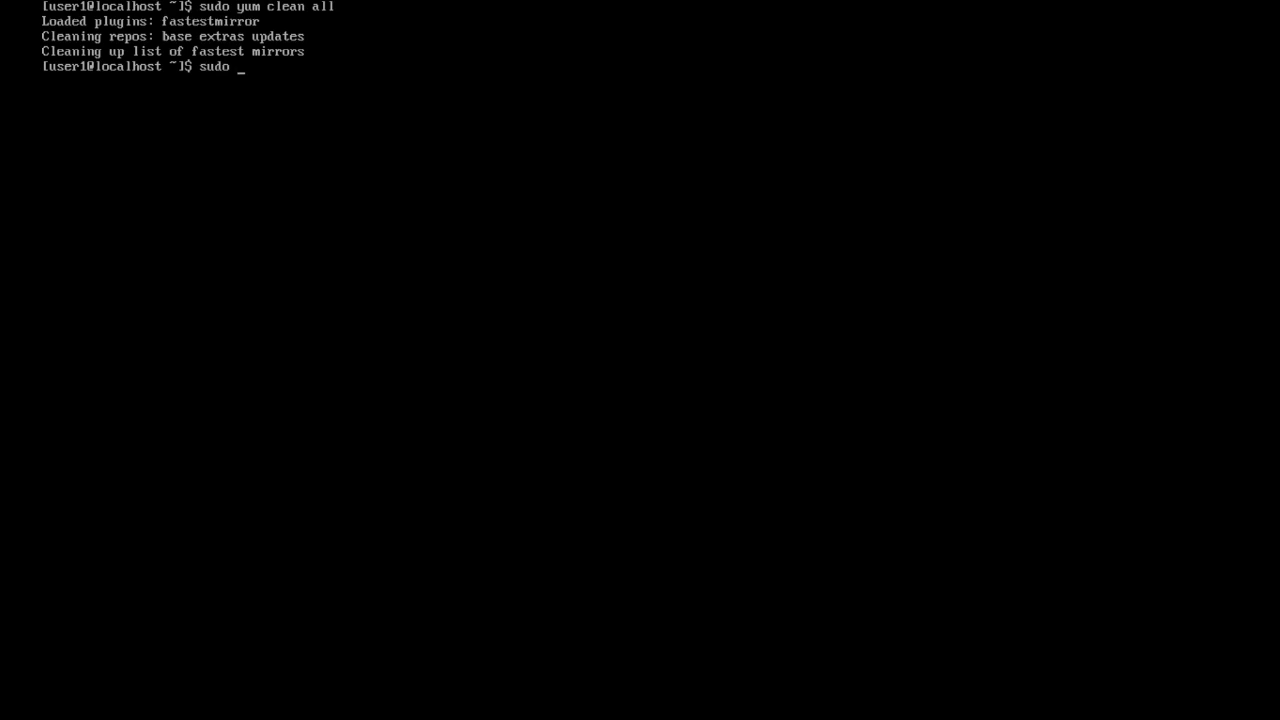 [user1@localhost ~]$ sudo yum clean all
Loaded plugins: fastestmirror
Cleaning repos: base extras updates
Cleaning up list of fastest mirrors
[user1@localhost ~]$ sudo _